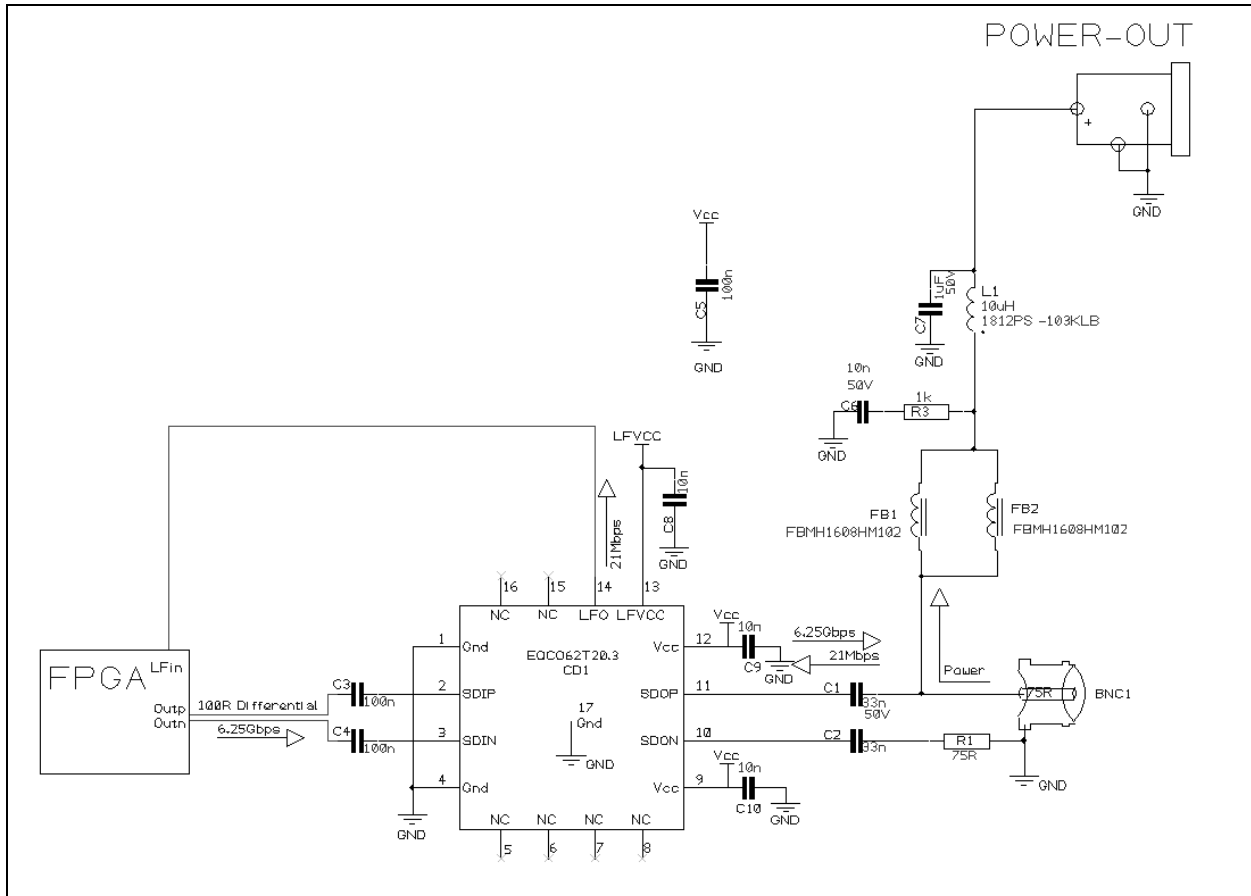 POWER-OUT
+
GND
Vcc
C5
100n
GND
1uF
50V
C7
GND
L1
10uH
1812PS -103KLB
10n
50V
C6
1k
R3
GND
LFVCC
10n
C8
GND
21Mbps
FB1
FBMH1608HM102
FB2
FBMH1608HM102
16
15
14
13
NC
NC
LFO
LFVCC
FPGA
LFin
Outp
Outn
100R Differential
6.25Gbps
C3
100n
C4
100n
1
Gnd
2
SDIP
3
SDIN
4
Gnd
GND
EQCO62T20.3
CD1
17
Gnd
GND
Vcc
12
SDOP
11
SDON
10
Vcc
9
NC
NC
NC
NC
5
6
7
8
Vcc
10n
C9
GND
6.25Gbps
21Mbps
Power
C1
33n
50V
C2
33n
R1
75R
75R
BNC1
GND
Vcc
10n
C10
GND